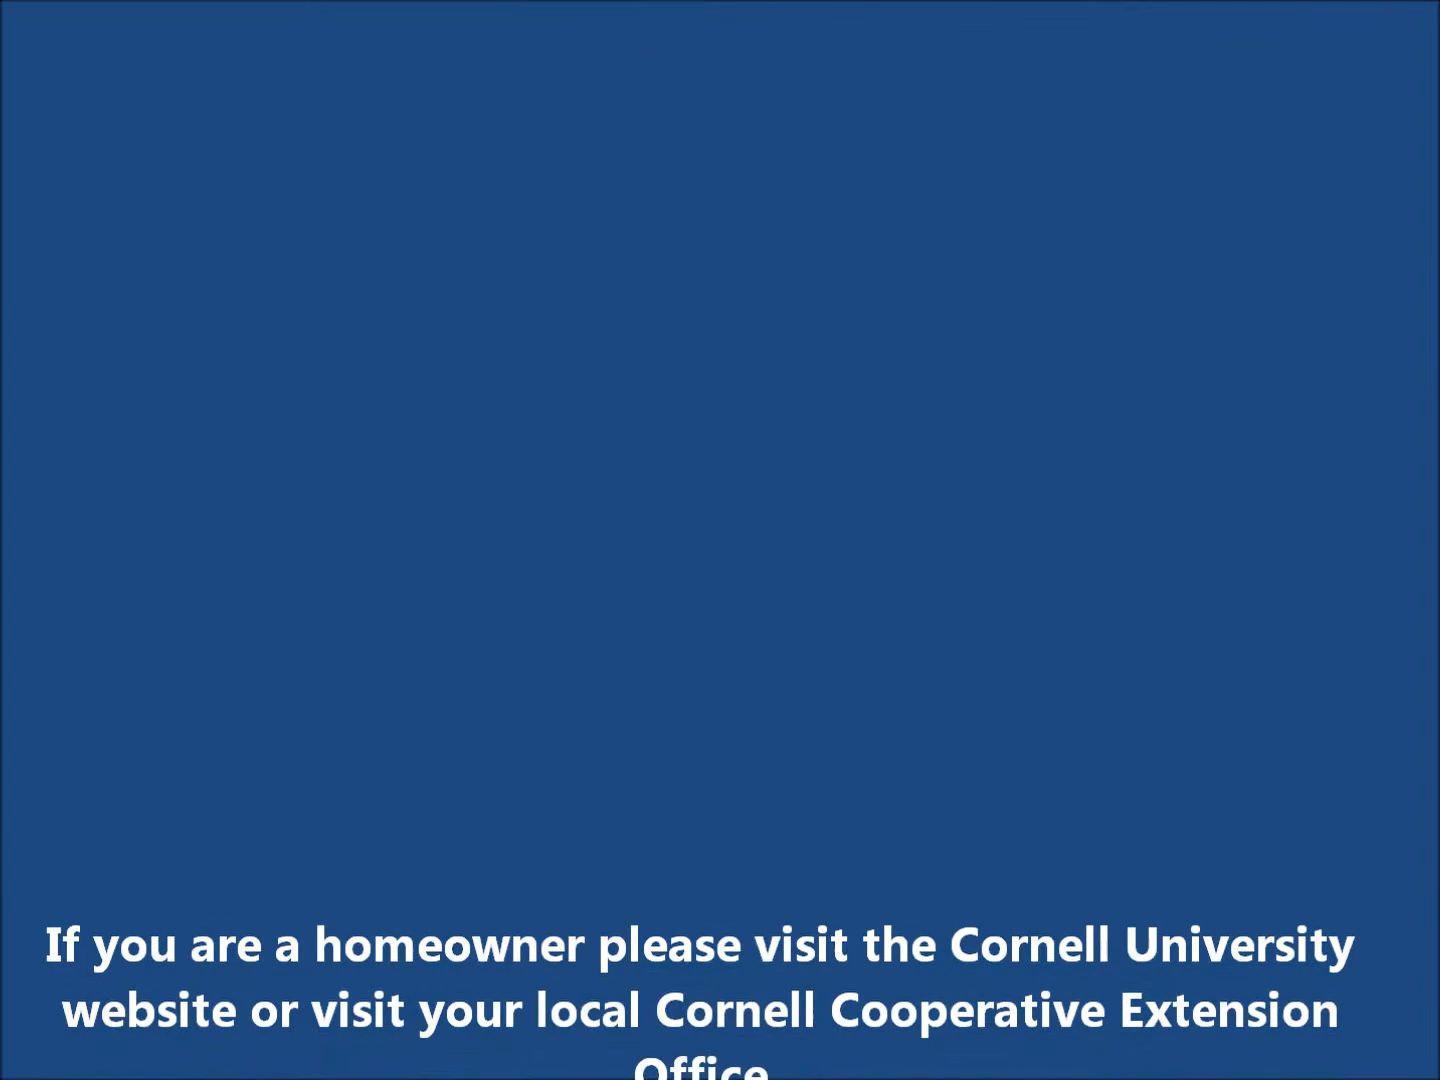 If you are a homeowner please visit the Cornell University
website or visit your local Cornell Cooperative Extension
Office